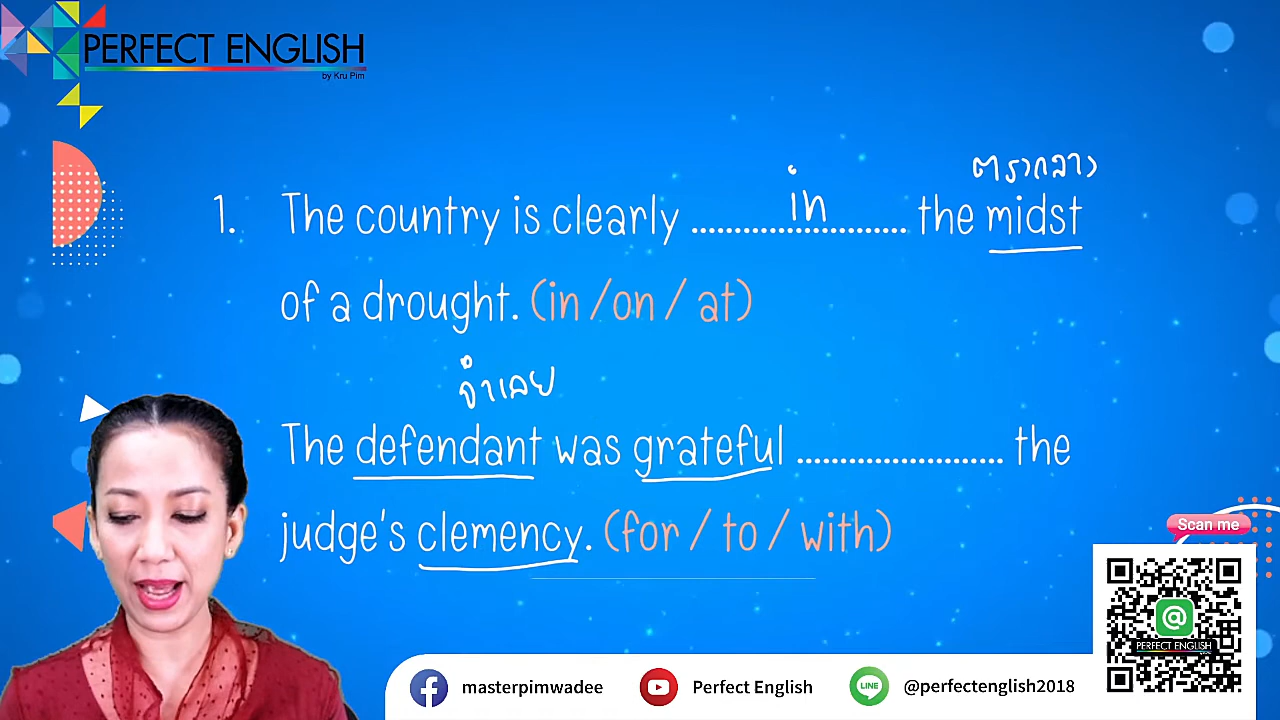 PERFECT ENGLISH
by Kru Pim
ตรงกลาง
in
1. The country is clearly ........................ the midst
of a drought. (in / on / at)
จำเลย
The defendant was grateful ........................ the
judge's clemency. (for / to / with)
Scan me
PERFECT ENGLISH
masterpimwadee
Perfect English
LINE
@perfectenglish2018